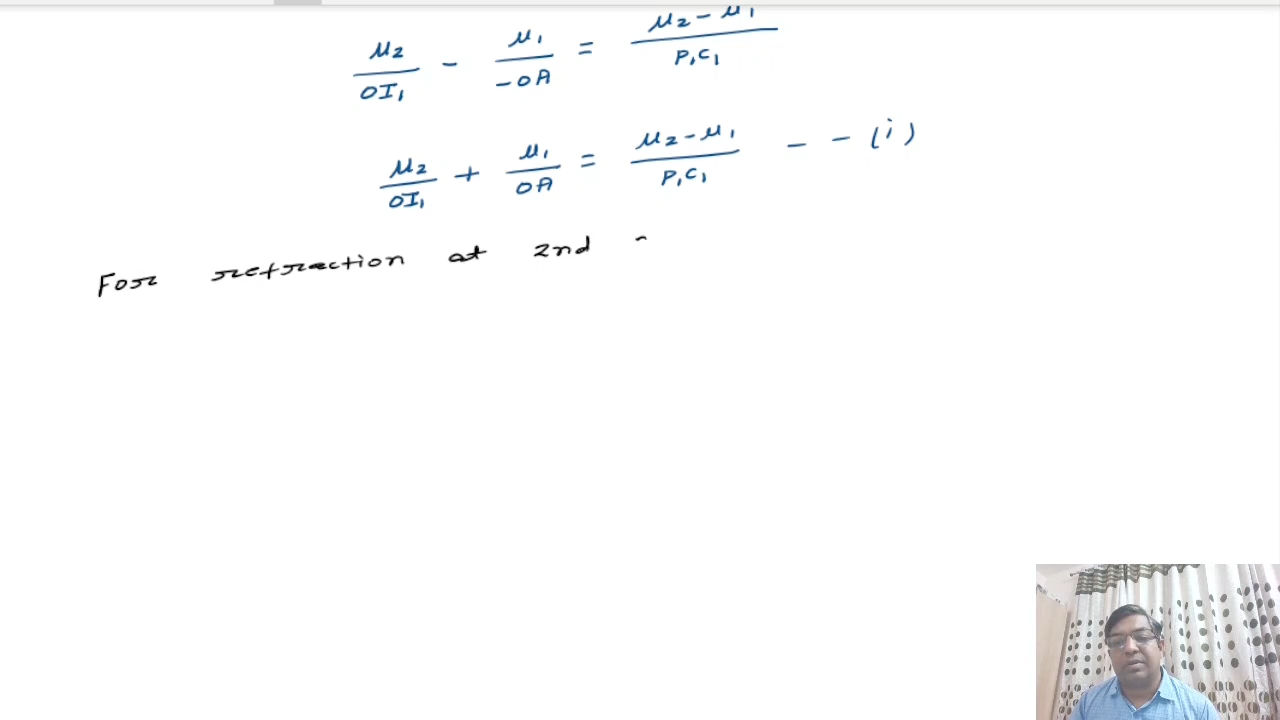 μ₂/OI₁ - μ₁/-OA = μ₂-μ₁/P₁C₁
μ₂/OI₁ + μ₁/OA = μ₂-μ₁/P₁C₁ - - (i)
For refraction at 2nd